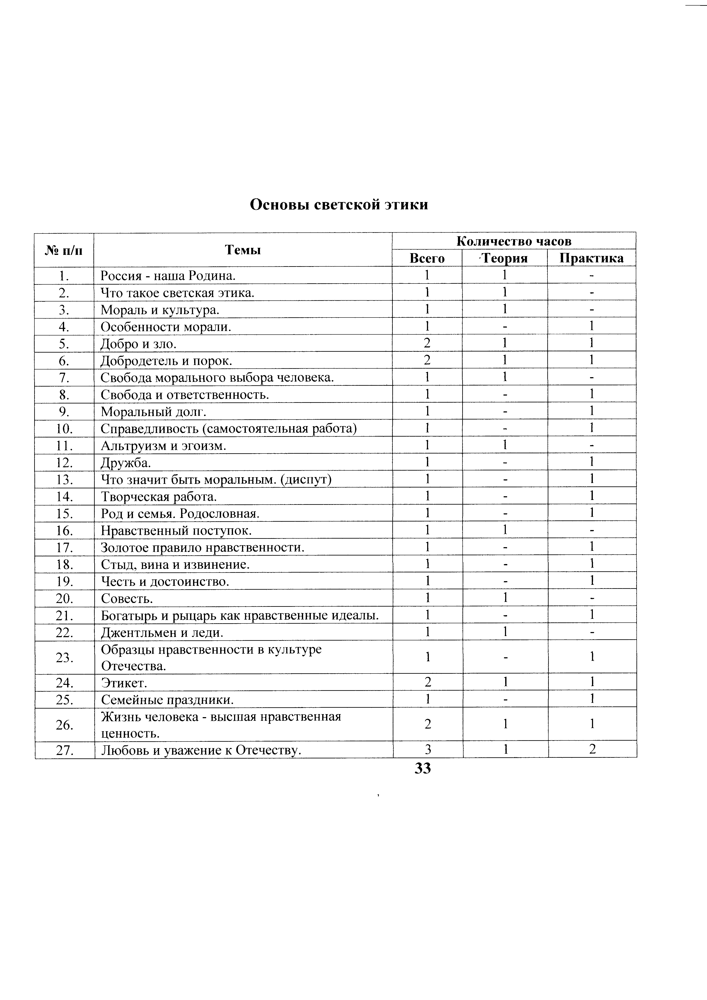 Основы светской этики
№ п/п Темы Количество часов
Всего Теория Практика
1. Россия - наша Родина. 1 1 -
2. Что такое светская этика. 1 1 -
3. Мораль и культура. 1 1 -
4. Особенности морали. 1 - 1
5. Добро и зло. 2 1 1
6. Добродетель и порок. 2 1 1
7. Свобода морального выбора человека. 1 1 -
8. Свобода и ответственность. 1 - 1
9. Моральный долг. 1 - 1
10. Справедливость (самостоятельная работа) 1 - 1
11. Альтруизм и эгоизм. 1 1 -
12. Дружба. 1 - 1
13. Что значит быть моральным. (диспут) 1 - 1
14. Творческая работа. 1 - 1
15. Род и семья. Родословная. 1 - 1
16. Нравственный поступок. 1 1 -
17. Золотое правило нравственности. 1 - 1
18. Стыд, вина и извинение. 1 - 1
19. Честь и достоинство. 1 - 1
20. Совесть. 1 1 -
21. Богатырь и рыцарь как нравственные идеалы. 1 - 1
22. Джентльмен и леди. 1 1 -
23. Образцы нравственности в культуре
Отечества. 1 - 1
24. Этикет. 2 1 1
25. Семейные праздники. 1 - 1
26. Жизнь человека - высшая нравственная
ценность. 2 1 1
27. Любовь и уважение к Отечеству. 3 1 2
33